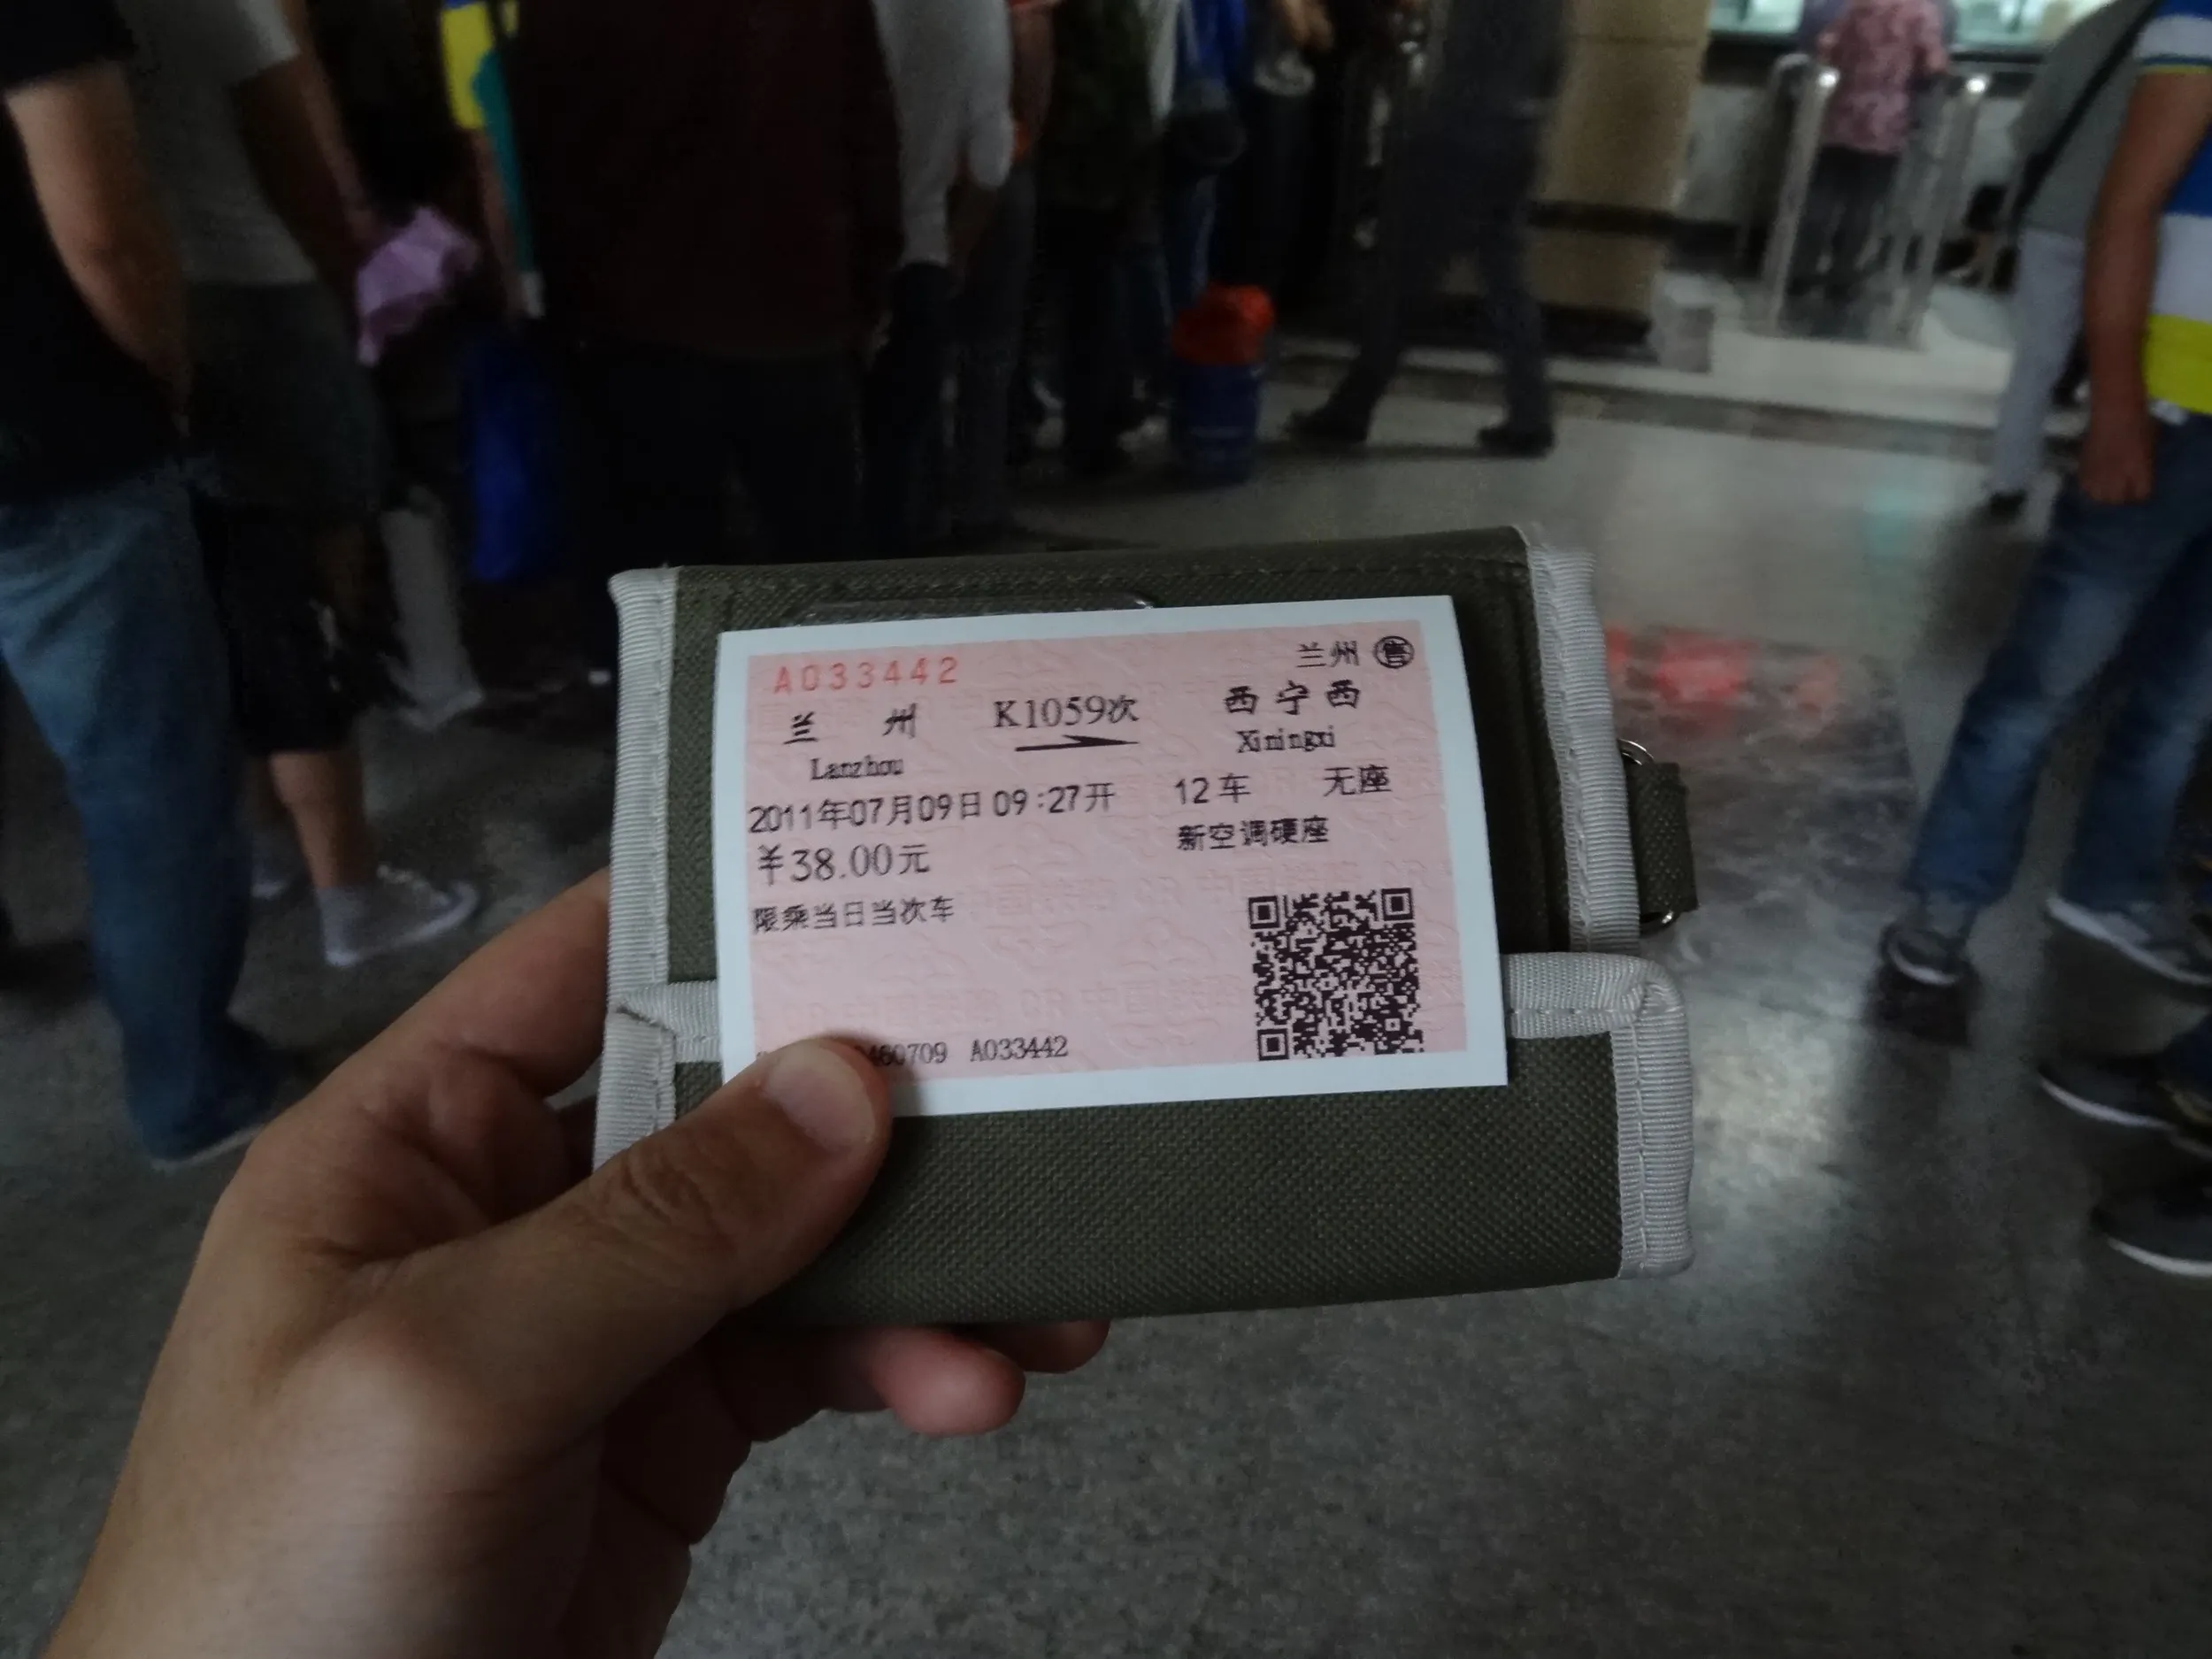 A033442
兰州 售
兰州 K1059次 西宁西
Lanzhou Xiningxi
2011年07月09日09:27开 12车 无座
¥38.00元 新空调硬座
限乘当日当次车
460709 A033442